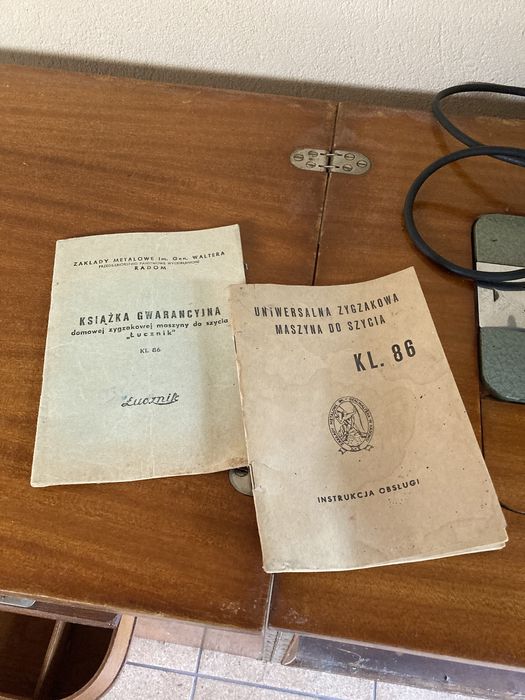 ZAKŁADY METALOWE im. Gen. WALTERA
PRZEDSIĘBIORSTWO PAŃSTWOWE WYODRĘBNIONE
RADOM
KSIĄŻKA GWARANCYJNA
domowej zygzakowej maszyny do szycia
„Łucznik"
KL 86
Łucznik
UNIWERSALNA ZYGZAKOWA
MASZYNA DO SZYCIA
KL. 86
INSTRUKCJA OBSŁUGI